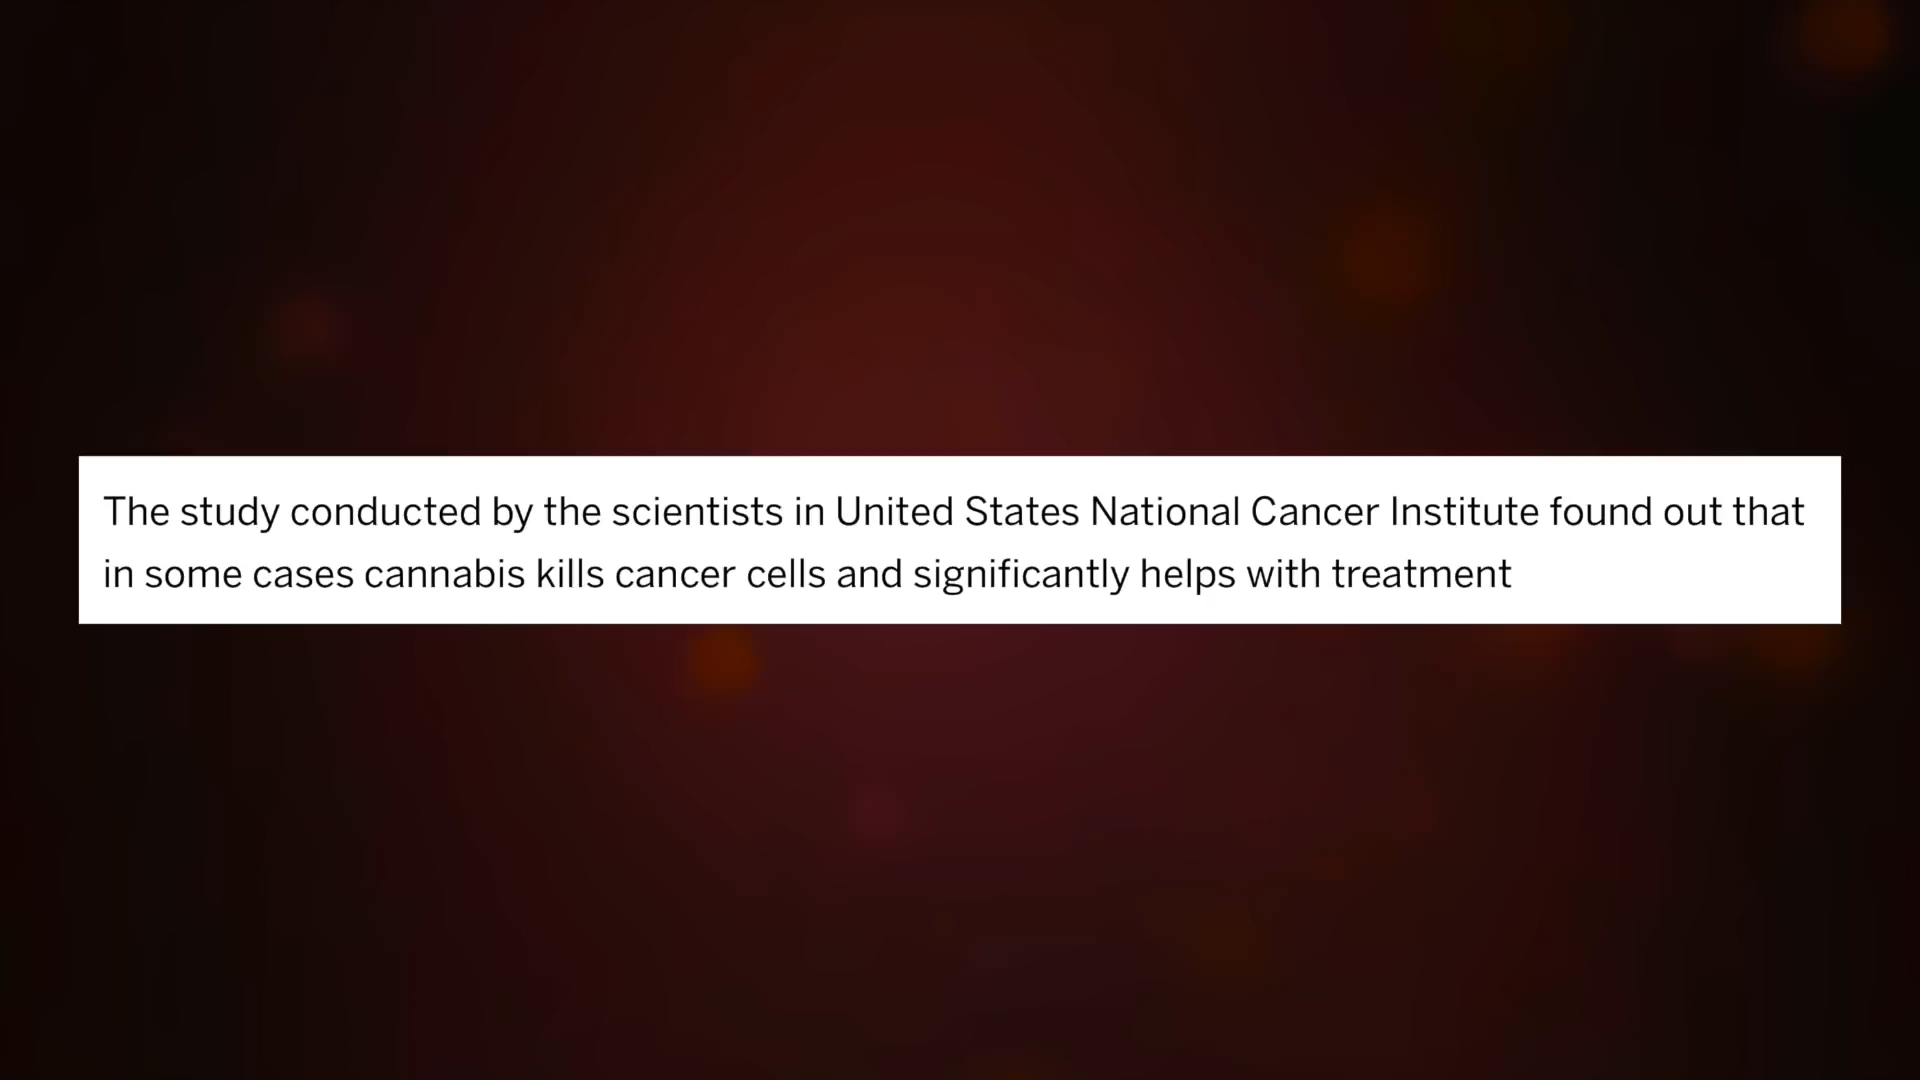 The study conducted by the scientists in United States National Cancer Institute found out that
in some cases cannabis kills cancer cells and significantly helps with treatment